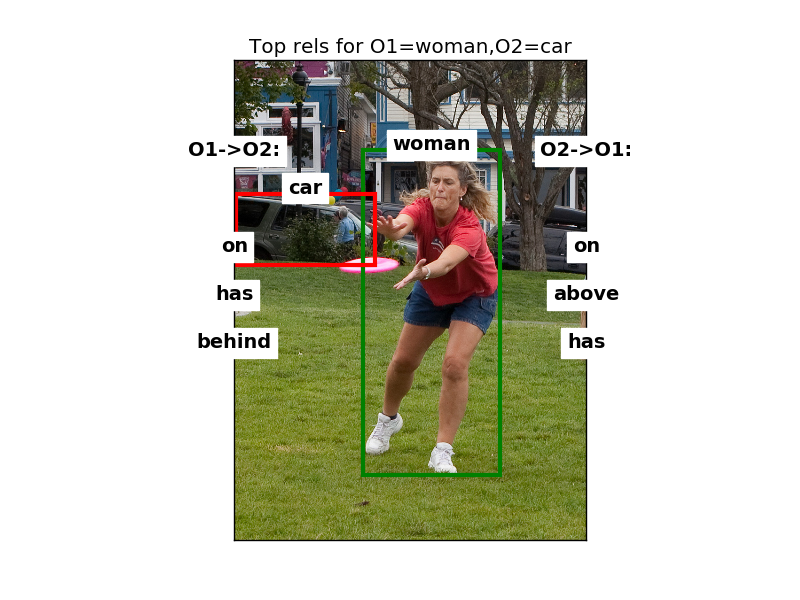 Top rels for O1=woman,O2=car
O1->O2:
woman
O2->O1:
car
on
on
has
above
behind
has